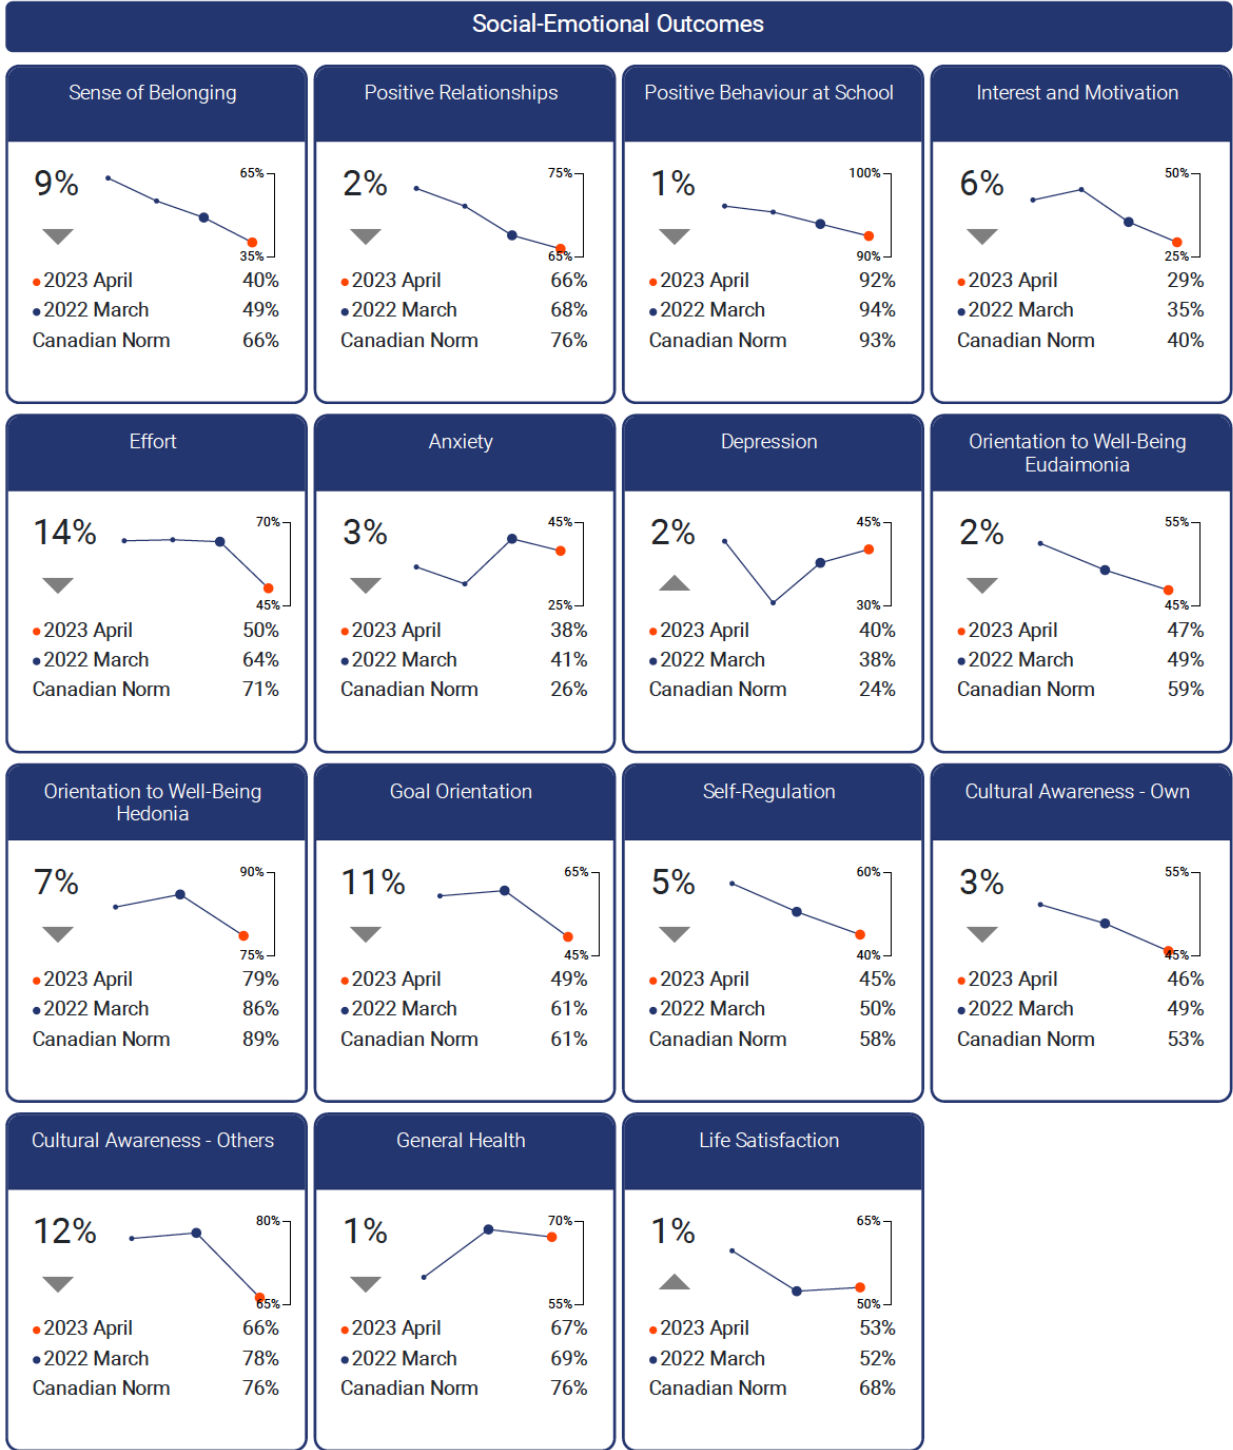 Social-Emotional Outcomes
Sense of Belonging
9%
65%
35%
2023 April 40%
2022 March 49%
Canadian Norm 66%
Positive Relationships
2%
75%
65%
2023 April 66%
2022 March 68%
Canadian Norm 76%
Positive Behaviour at School
1%
100%
90%
2023 April 92%
2022 March 94%
Canadian Norm 93%
Interest and Motivation
6%
50%
25%
2023 April 29%
2022 March 35%
Canadian Norm 40%
Effort
14%
70%
45%
2023 April 50%
2022 March 64%
Canadian Norm 71%
Anxiety
3%
45%
25%
2023 April 38%
2022 March 41%
Canadian Norm 26%
Depression
2%
45%
30%
2023 April 40%
2022 March 38%
Canadian Norm 24%
Orientation to Well-Being
Eudaimonia
2%
55%
45%
2023 April 47%
2022 March 49%
Canadian Norm 59%
Orientation to Well-Being
Hedonia
7%
90%
75%
2023 April 79%
2022 March 86%
Canadian Norm 89%
Goal Orientation
11%
65%
45%
2023 April 49%
2022 March 61%
Canadian Norm 61%
Self-Regulation
5%
60%
40%
2023 April 45%
2022 March 50%
Canadian Norm 58%
Cultural Awareness - Own
3%
55%
45%
2023 April 46%
2022 March 49%
Canadian Norm 53%
Cultural Awareness - Others
12%
80%
65%
2023 April 66%
2022 March 78%
Canadian Norm 76%
General Health
1%
70%
55%
2023 April 67%
2022 March 69%
Canadian Norm 76%
Life Satisfaction
1%
65%
50%
2023 April 53%
2022 March 52%
Canadian Norm 68%